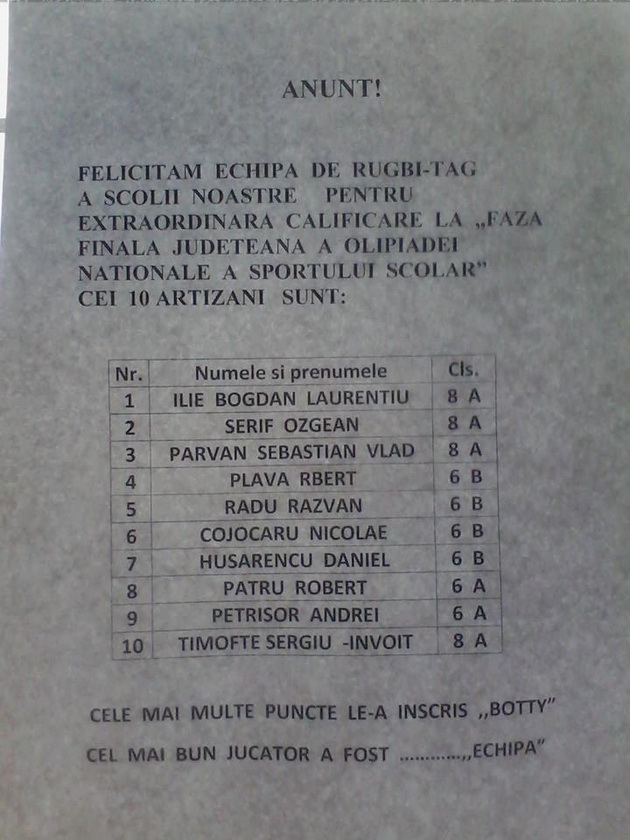 ANUNT!
FELICITAM ECHIPA DE RUGBI-TAG
A SCOLII NOASTRE PENTRU
EXTRAORDINARA CALIFICARE LA „FAZA
FINALA JUDETEANA A OLIPIADEI
NATIONALE A SPORTULUI SCOLAR”
CEI 10 ARTIZANI SUNT:
Nr. Numele si prenumele Cls.
1 ILIE BOGDAN LAURENTIU 8 A
2 SERIF OZGEAN 8 A
3 PARVAN SEBASTIAN VLAD 8 A
4 PLAVA RBERT 6 B
5 RADU RAZVAN 6 B
6 COJOCARU NICOLAE 6 B
7 HUSARENCU DANIEL 6 B
8 PATRU ROBERT 6 A
9 PETRISOR ANDREI 6 A
10 TIMOFTE SERGIU -INVOIT 8 A
CELE MAI MULTE PUNCTE LE-A INSCRIS ,,BOTTY”
CEL MAI BUN JUCATOR A FOST ............,,ECHIPA”